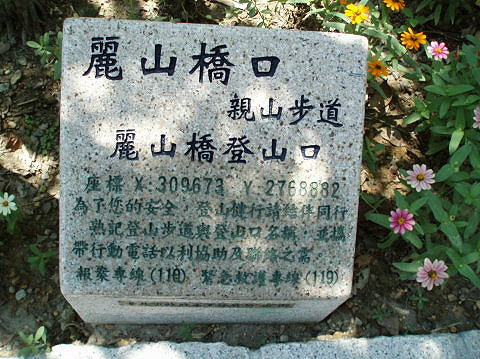 麗山橋口
親山步道
麗山橋登山口
座標 X:309673 Y:2768882
為了您的安全，登山健行請結伴同行
熟記登山步道與登山口名稱，並攜
帶行動電話以利協助及聯絡之需。
報案專線(110) 緊急救護專線(119)